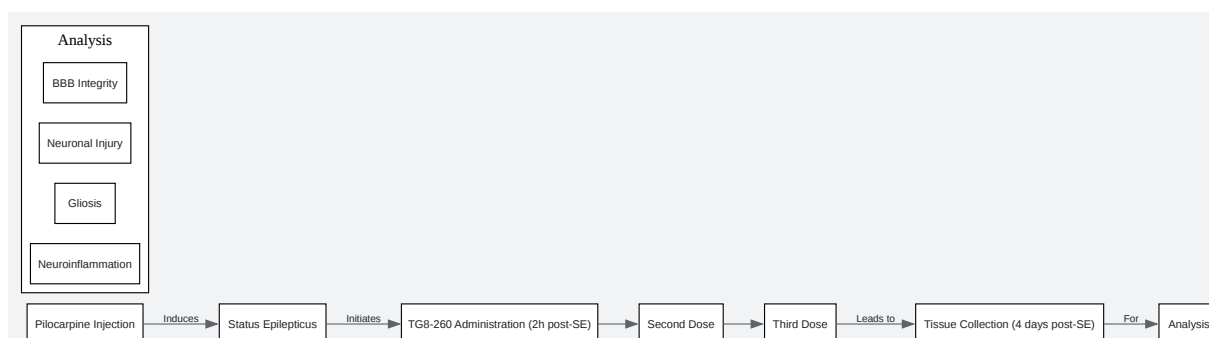 Analysis
BBB Integrity
Neuronal Injury
Gliosis
Neuroinflammation
Pilocarpine Injection
Induces
Status Epilepticus
Initiates
TG8-260 Administration (2h post-SE)
Second Dose
Third Dose
Leads to
Tissue Collection (4 days post-SE)
For
Analysis